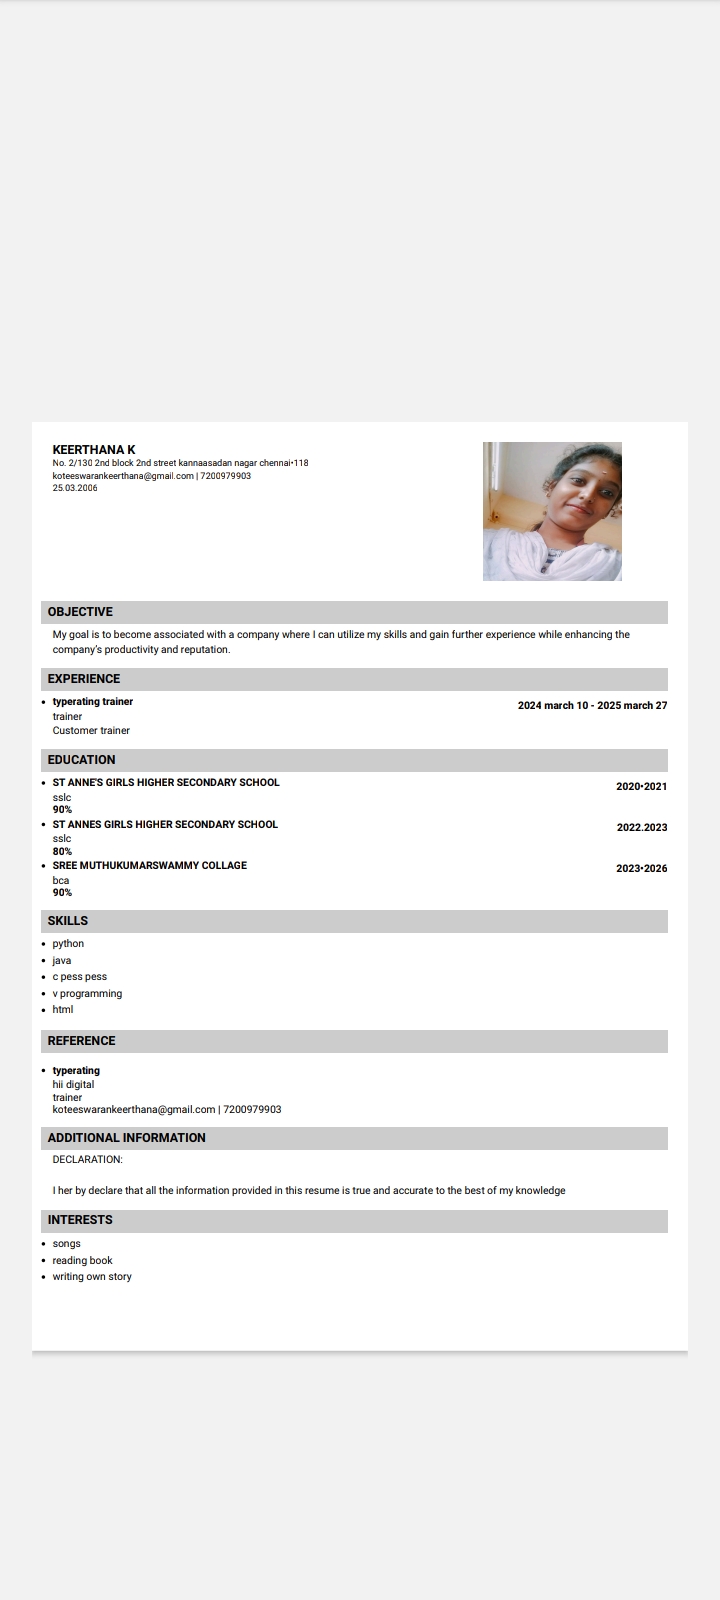 KEERTHANA K
No. 2/130 2nd block 2nd street kannaasadan nagar chennai•118
koteeswarankeerthana@gmail.com | 7200979903
25.03.2006
OBJECTIVE
My goal is to become associated with a company where I can utilize my skills and gain further experience while enhancing the
company's productivity and reputation.
EXPERIENCE
• typerating trainer
2024 march 10 - 2025 march 27
trainer
Customer trainer
EDUCATION
• ST ANNE'S GIRLS HIGHER SECONDARY SCHOOL
2020•2021
sslc
90%
• ST ANNES GIRLS HIGHER SECONDARY SCHOOL
2022.2023
sslc
80%
• SREE MUTHUKUMARSWAMMY COLLAGE
2023•2026
bca
90%
SKILLS
• python
• java
• c pess pess
• v programming
• html
REFERENCE
• typerating
hii digital
trainer
koteeswarankeerthana@gmail.com | 7200979903
ADDITIONAL INFORMATION
DECLARATION:
I her by declare that all the information provided in this resume is true and accurate to the best of my knowledge
INTERESTS
• songs
• reading book
• writing own story